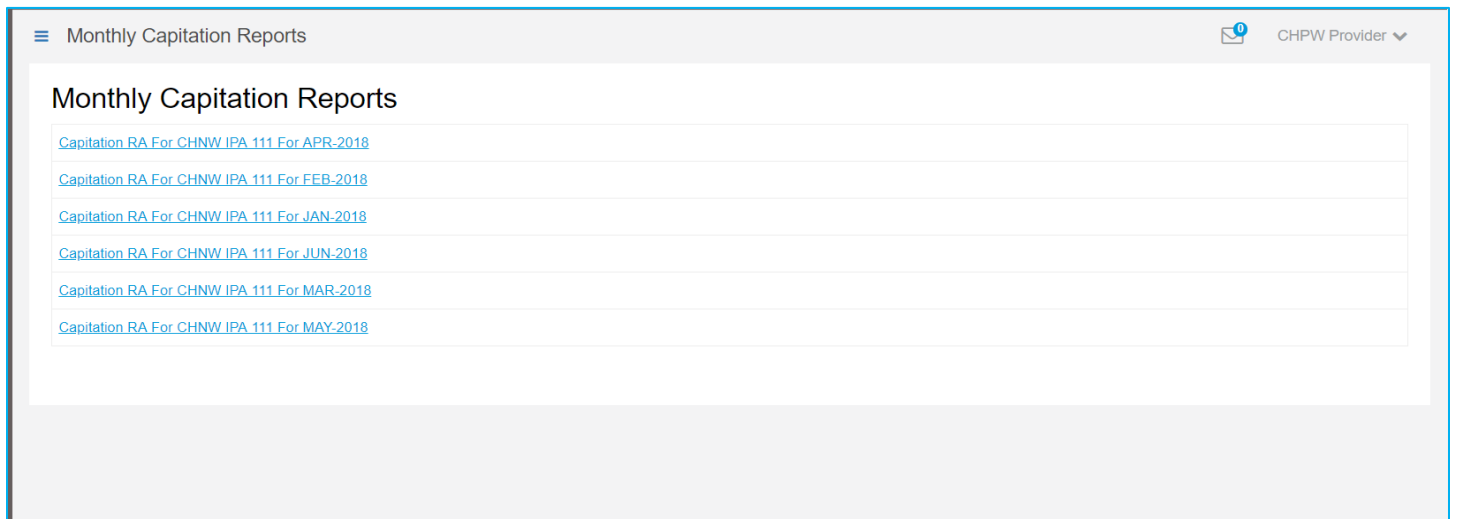 Monthly Capitation Reports
0
CHPW Provider
Monthly Capitation Reports
Capitation RA For CHNW IPA 111 For APR-2018
Capitation RA For CHNW IPA 111 For FEB-2018
Capitation RA For CHNW IPA 111 For JAN-2018
Capitation RA For CHNW IPA 111 For JUN-2018
Capitation RA For CHNW IPA 111 For MAR-2018
Capitation RA For CHNW IPA 111 For MAY-2018